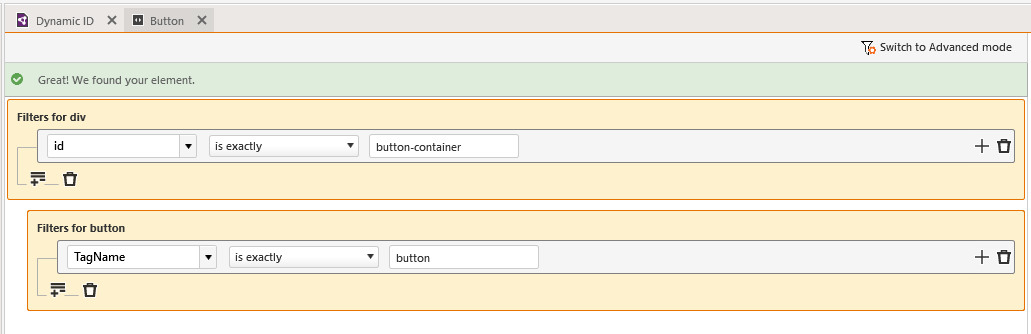 Dynamic ID
Button
Switch to Advanced mode
Great! We found your element.
Filters for div
id is exactly button-container
Filters for button
TagName is exactly button